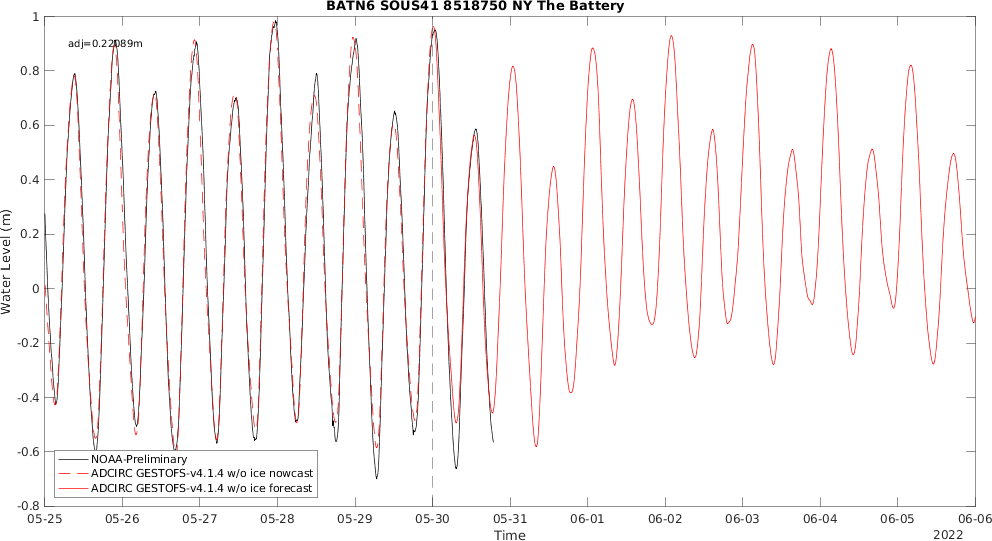 BATN6 SOUS41 8518750 NY The Battery
adj=0.22089m
Water Level (m)
1
0.8
0.6
0.4
0.2
0
-0.2
-0.4
-0.6
-0.8
NOAA-Preliminary
ADCIRC GESTOFS-v4.1.4 w/o ice nowcast
ADCIRC GESTOFS-v4.1.4 w/o ice forecast
05-25 05-26 05-27 05-28 05-29 05-30 05-31 06-01 06-02 06-03 06-04 06-05 06-06
Time
2022